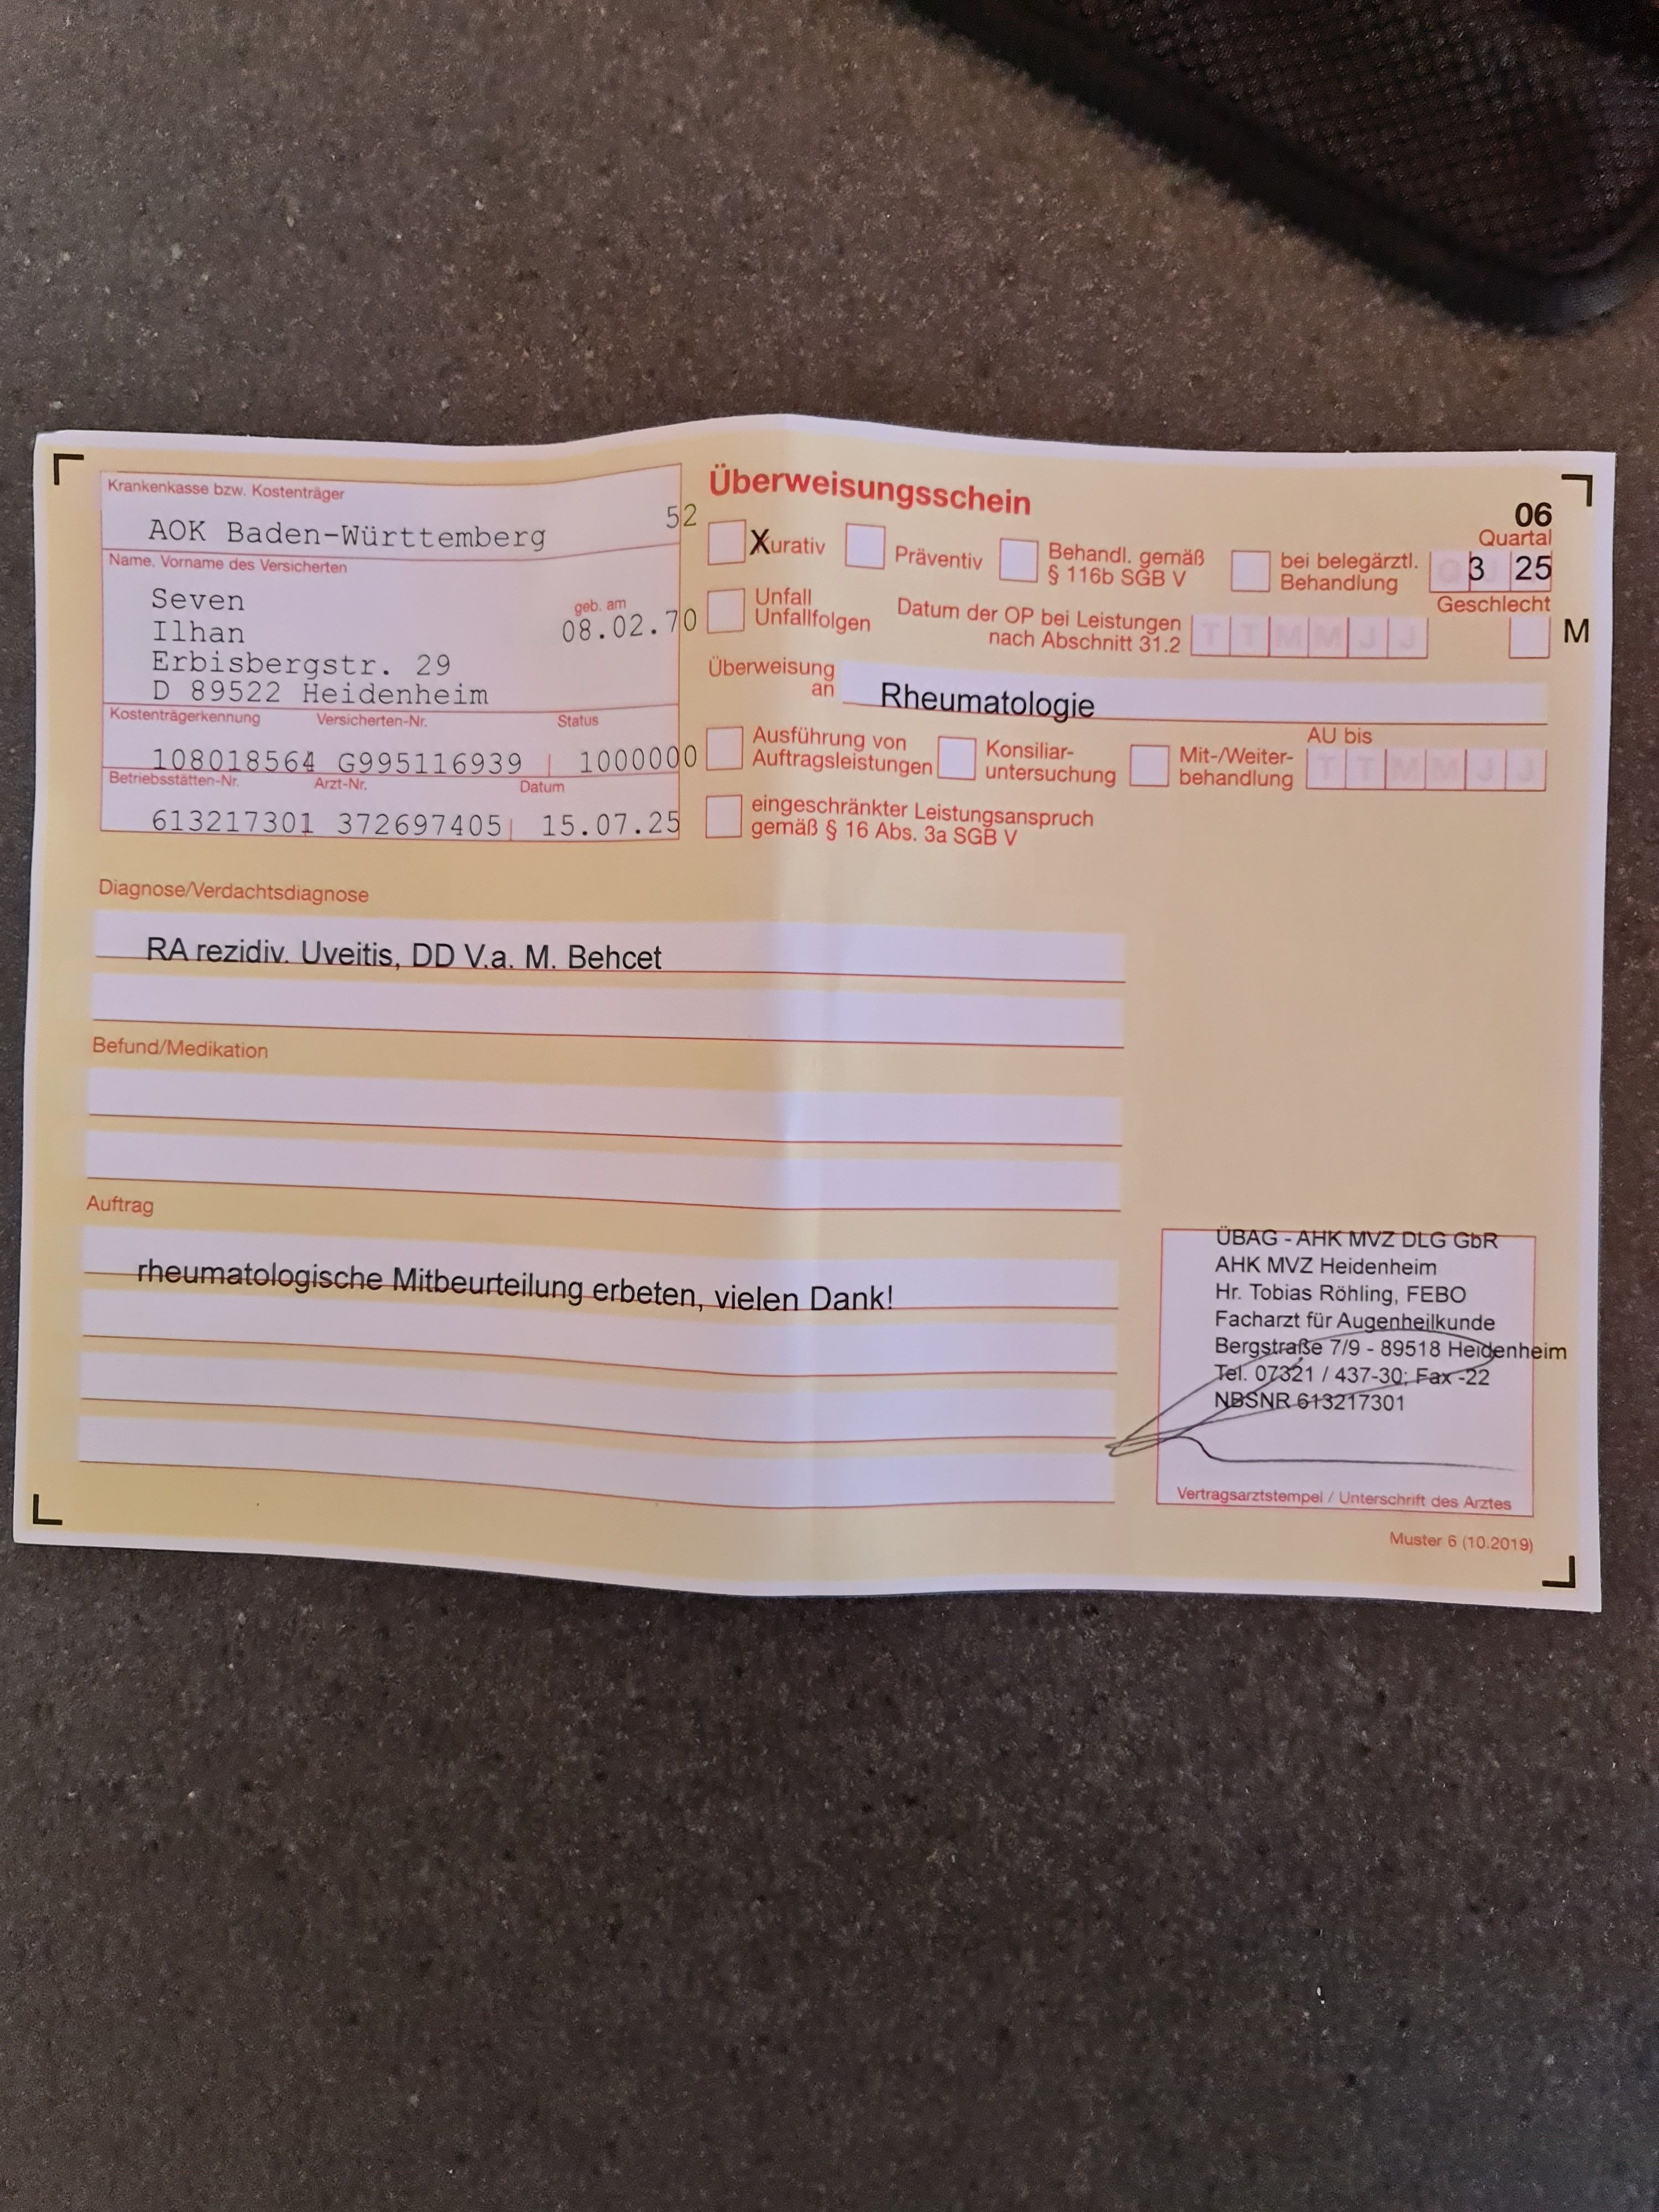 Krankenkasse bzw. Kostenträger
AOK Baden-Württemberg 52
Name, Vorname des Versicherten
Seven
Ilhan
geb. am
08.02.70
Erbisbergstr. 29
D 89522 Heidenheim
Kostenträgerkennung Versicherten-Nr. Status
108018564 G995116939 1000000
Betriebsstätten-Nr. Arzt-Nr. Datum
613217301 372697405 15.07.25
Überweisungsschein
06
Quartal
X urativ
Präventiv
Behandl. gemäß
§ 116b SGB V
bei belegärztl.
Behandlung
3 25
Unfall
Unfallfolgen
Datum der OP bei Leistungen
nach Abschnitt 31.2
T T M M J J
Geschlecht
M
Überweisung
an
Rheumatologie
Ausführung von
Auftragsleistungen
Konsiliar-
untersuchung
Mit-/Weiter-
behandlung
AU bis
T T M M J J
eingeschränkter Leistungsanspruch
gemäß § 16 Abs. 3a SGB V
Diagnose/Verdachtsdiagnose
RA rezidiv. Uveitis, DD V.a. M. Behcet
Befund/Medikation
Auftrag
rheumatologische Mitbeurteilung erbeten, vielen Dank!
ÜBAG - AHK MVZ DLG GbR
AHK MVZ Heidenheim
Hr. Tobias Röhling, FEBO
Facharzt für Augenheilkunde
Bergstraße 7/9 - 89518 Heidenheim
Tel. 07321 / 437-30; Fax -22
NBSNR 613217301
Vertragsarztstempel / Unterschrift des Arztes
Muster 6 (10.2019)